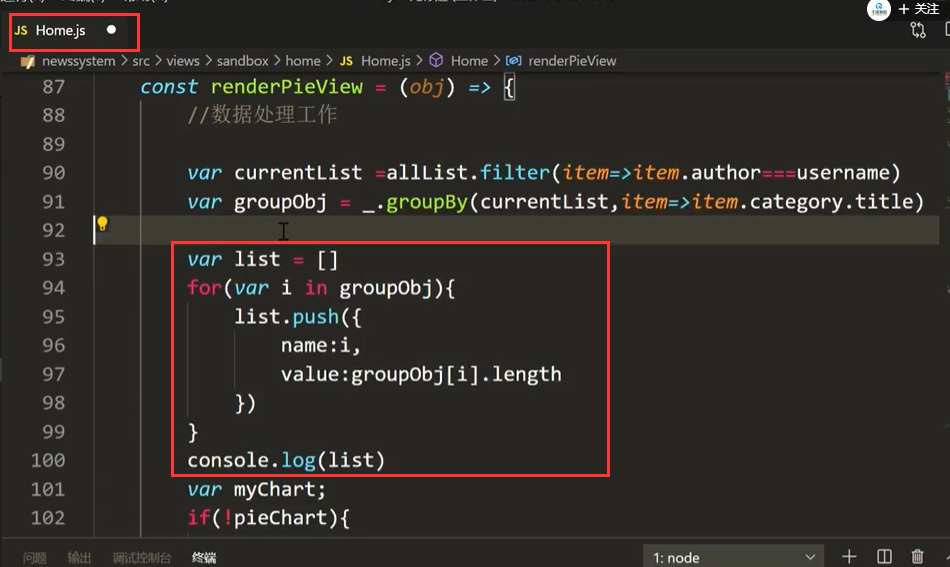 + 关注
JS Home.js
newssystem > src > views > sandbox > home > JS Home.js > Home > renderPieView
87 const renderPieView = (obj) => {
88 //数据处理工作
89
90 var currentList =allList.filter(item=>item.author===username)
91 var groupObj = _.groupBy(currentList,item=>item.category.title)
92
93 var list = []
94 for(var i in groupObj){
95 list.push({
96 name:i,
97 value:groupObj[i].length
98 })
99 }
100 console.log(list)
101 var myChart;
102 if(!pieChart){
问题 输出 调试控制台 终端 1: node